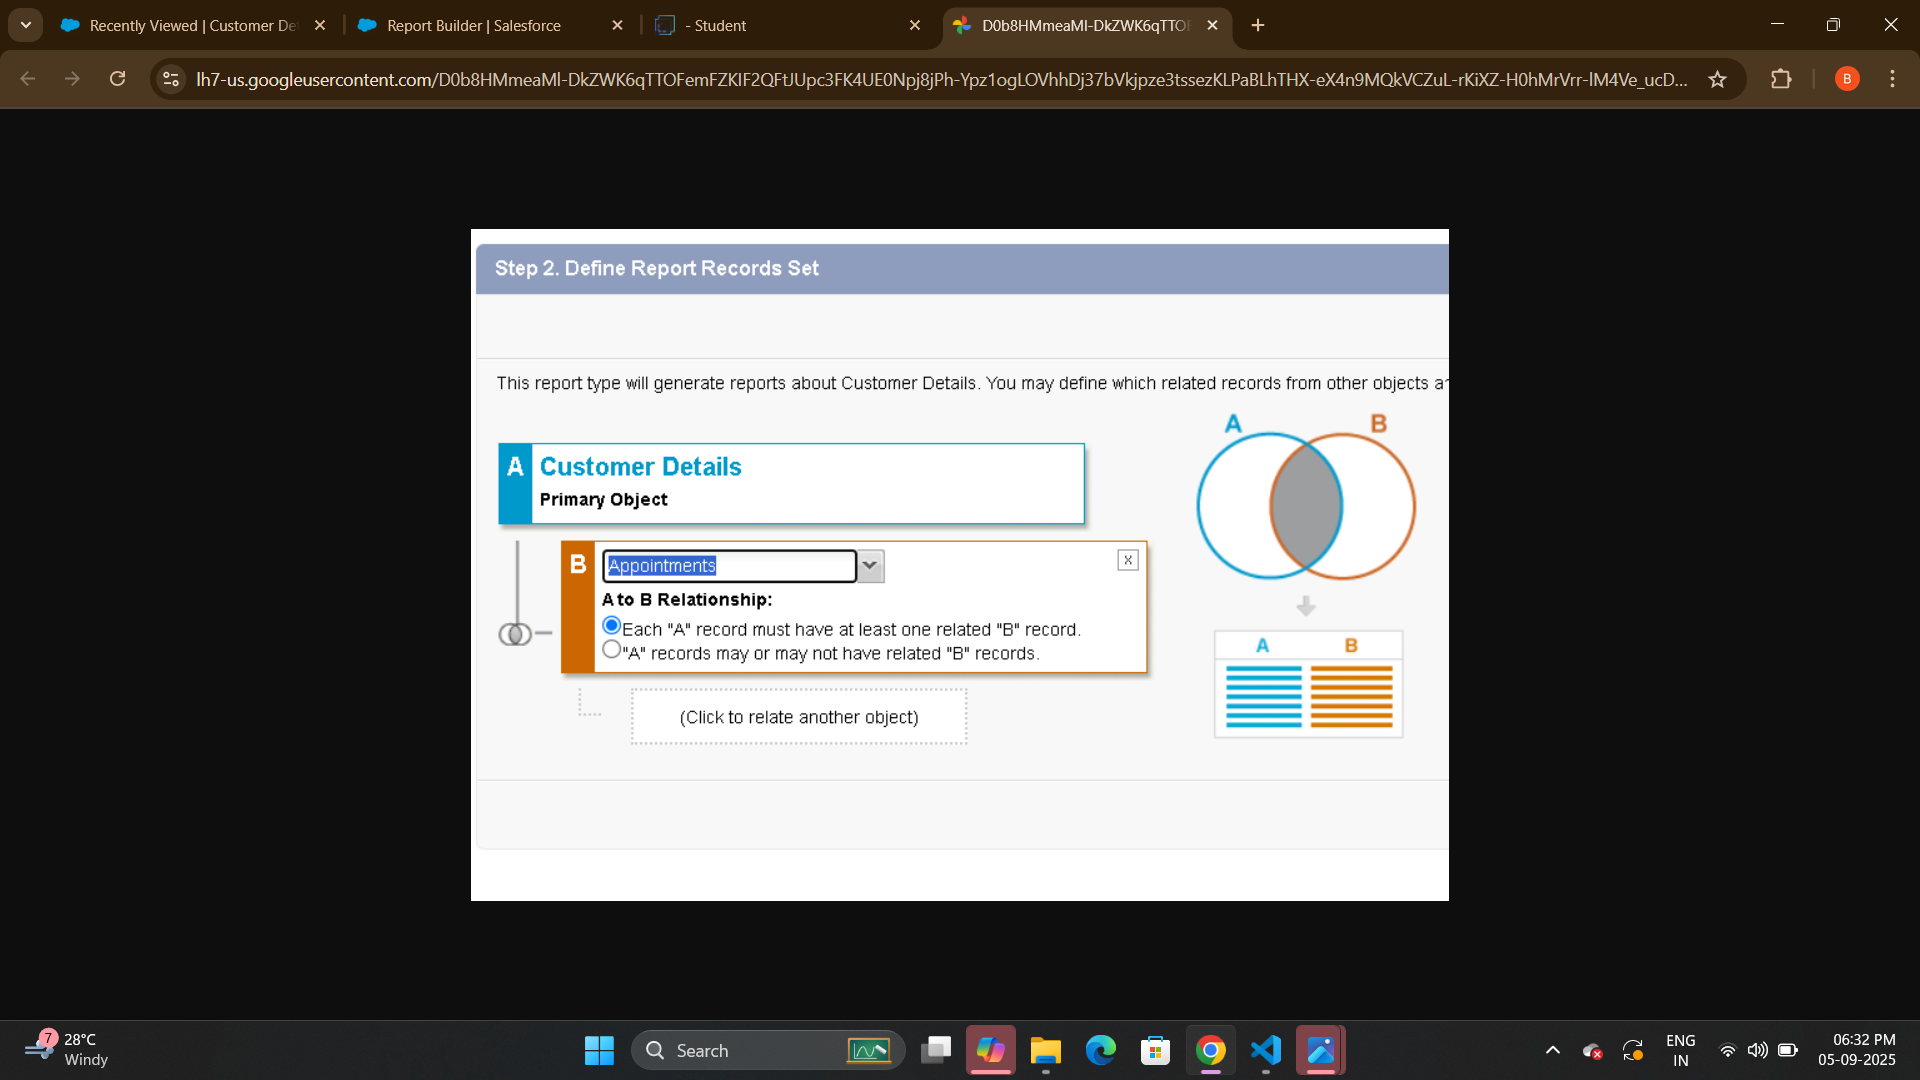 Recently Viewed | Customer De
Report Builder | Salesforce
- Student
D0b8HMmeaMl-DkZWK6qTTOF
lh7-us.googleusercontent.com/D0b8HMmeaMl-DkZWK6qTTOFemFZKIF2QFtJUpc3FK4UE0Npj8jPh-Ypz1ogLOVhhDj37bVkjpze3tssezKLPaBLhTHX-eX4n9MQkVCZuL-rKiXZ-H0hMrVrr-lM4Ve_ucD...
B
Step 2. Define Report Records Set
This report type will generate reports about Customer Details. You may define which related records from other objects ar
A B
A Customer Details
Primary Object
B Appointments
X
A to B Relationship:
Each "A" record must have at least one related "B" record.
"A" records may or may not have related "B" records.
A B
(Click to relate another object)
7
28°C
Windy
Search
ENG
IN
06:32 PM
05-09-2025